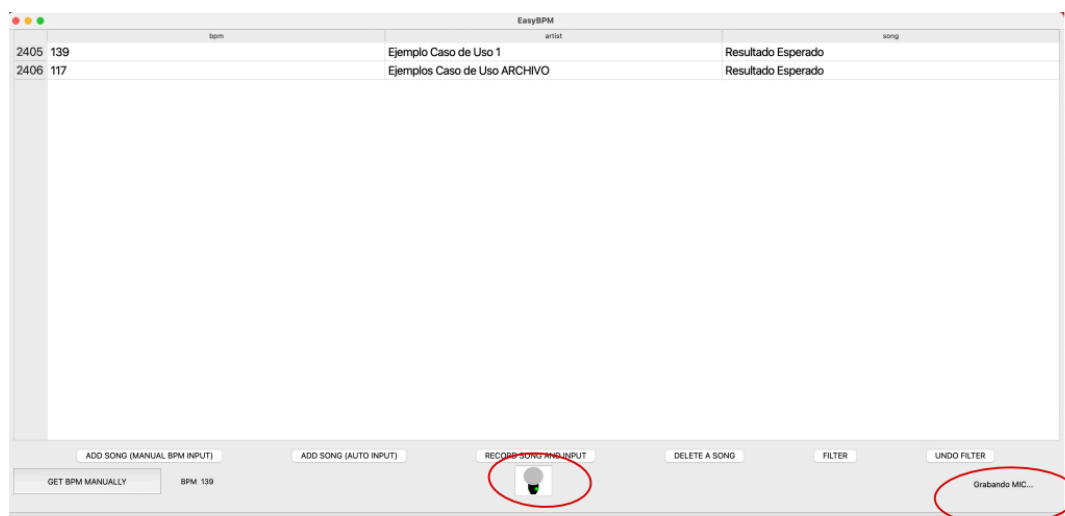 EasyBPM
bpm artist song
2405 139 Ejemplo Caso de Uso 1 Resultado Esperado
2406 117 Ejemplos Caso de Uso ARCHIVO Resultado Esperado
ADD SONG (MANUAL BPM INPUT) ADD SONG (AUTO INPUT) RECORD SONG AND INPUT DELETE A SONG FILTER UNDO FILTER
GET BPM MANUALLY BPM 139 Grabando MIC...